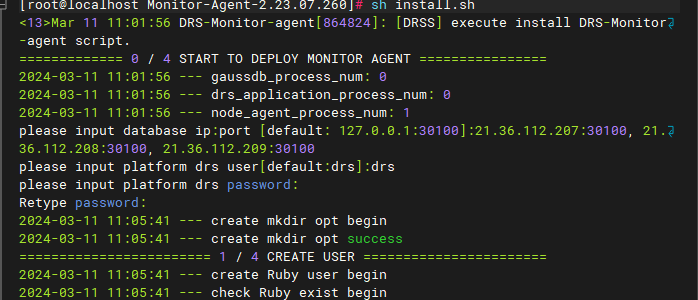 [root@localhost Monitor-Agent-2.23.07.260]# sh install.sh
<13>Mar 11 11:01:56 DRS-Monitor-agent[864824]: [DRSS] execute install DRS-Monitor
-agent script.
============= 0 / 4 START TO DEPLOY MONITOR AGENT ================
2024-03-11 11:01:56 --- gaussdb_process_num: 0
2024-03-11 11:01:56 --- drs_application_process_num: 0
2024-03-11 11:01:56 --- node_agent_process_num: 1
please input database ip:port [default: 127.0.0.1:30100]:21.36.112.207:30100, 21.
36.112.208:30100, 21.36.109:30100
please input platform drs user[default:drs]:drs
please input platform drs password:
Retype password:
2024-03-11 11:05:41 --- create mkdir opt begin
2024-03-11 11:05:41 --- create mkdir opt success
======================== 1 / 4 CREATE USER =======================
2024-03-11 11:05:41 --- create Ruby user begin
2024-03-11 11:05:41 --- check Ruby exist begin